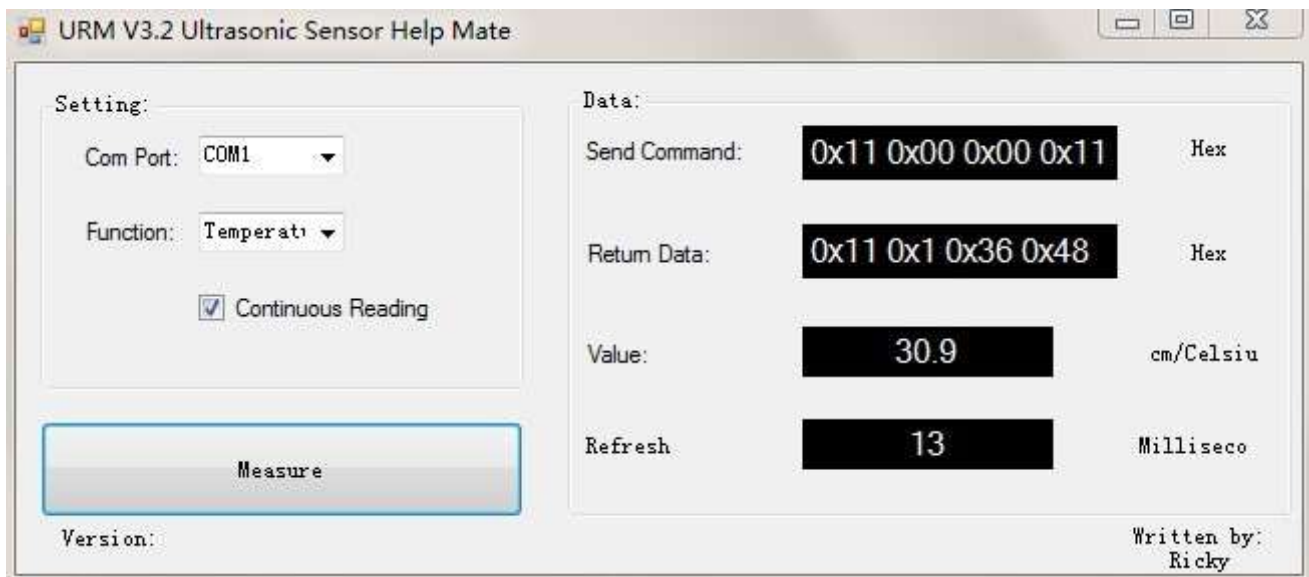 URM V3.2 Ultrasonic Sensor Help Mate
Setting:
Com Port: COM1
Function: Temperatu
Continuous Reading
Measure
Version:
Data:
Send Command: 0x11 0x00 0x00 0x11 Hex
Return Data: 0x11 0x1 0x36 0x48 Hex
Value: 30.9 cm/Celsiu
Refresh 13 Milliseco
Written by:
Ricky